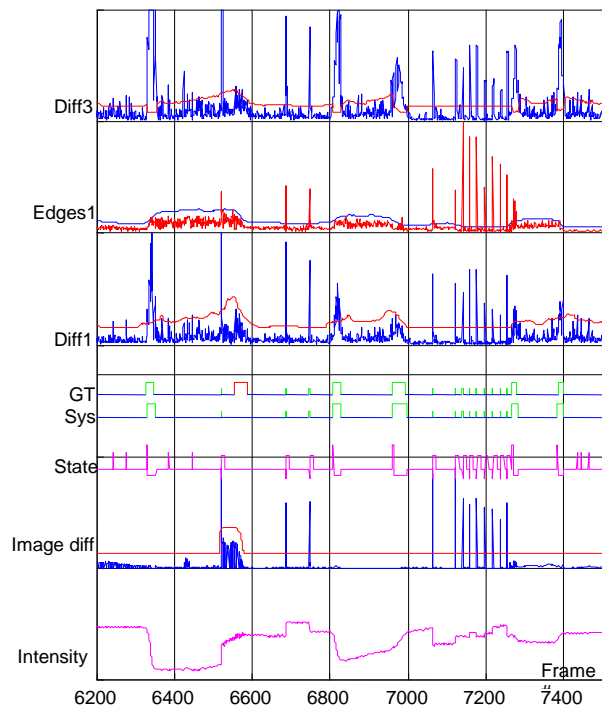 Diff3
Edges1
Diff1
GT
Sys
State
Image diff
Intensity
Frame
#
6200 6400 6600 6800 7000 7200 7400